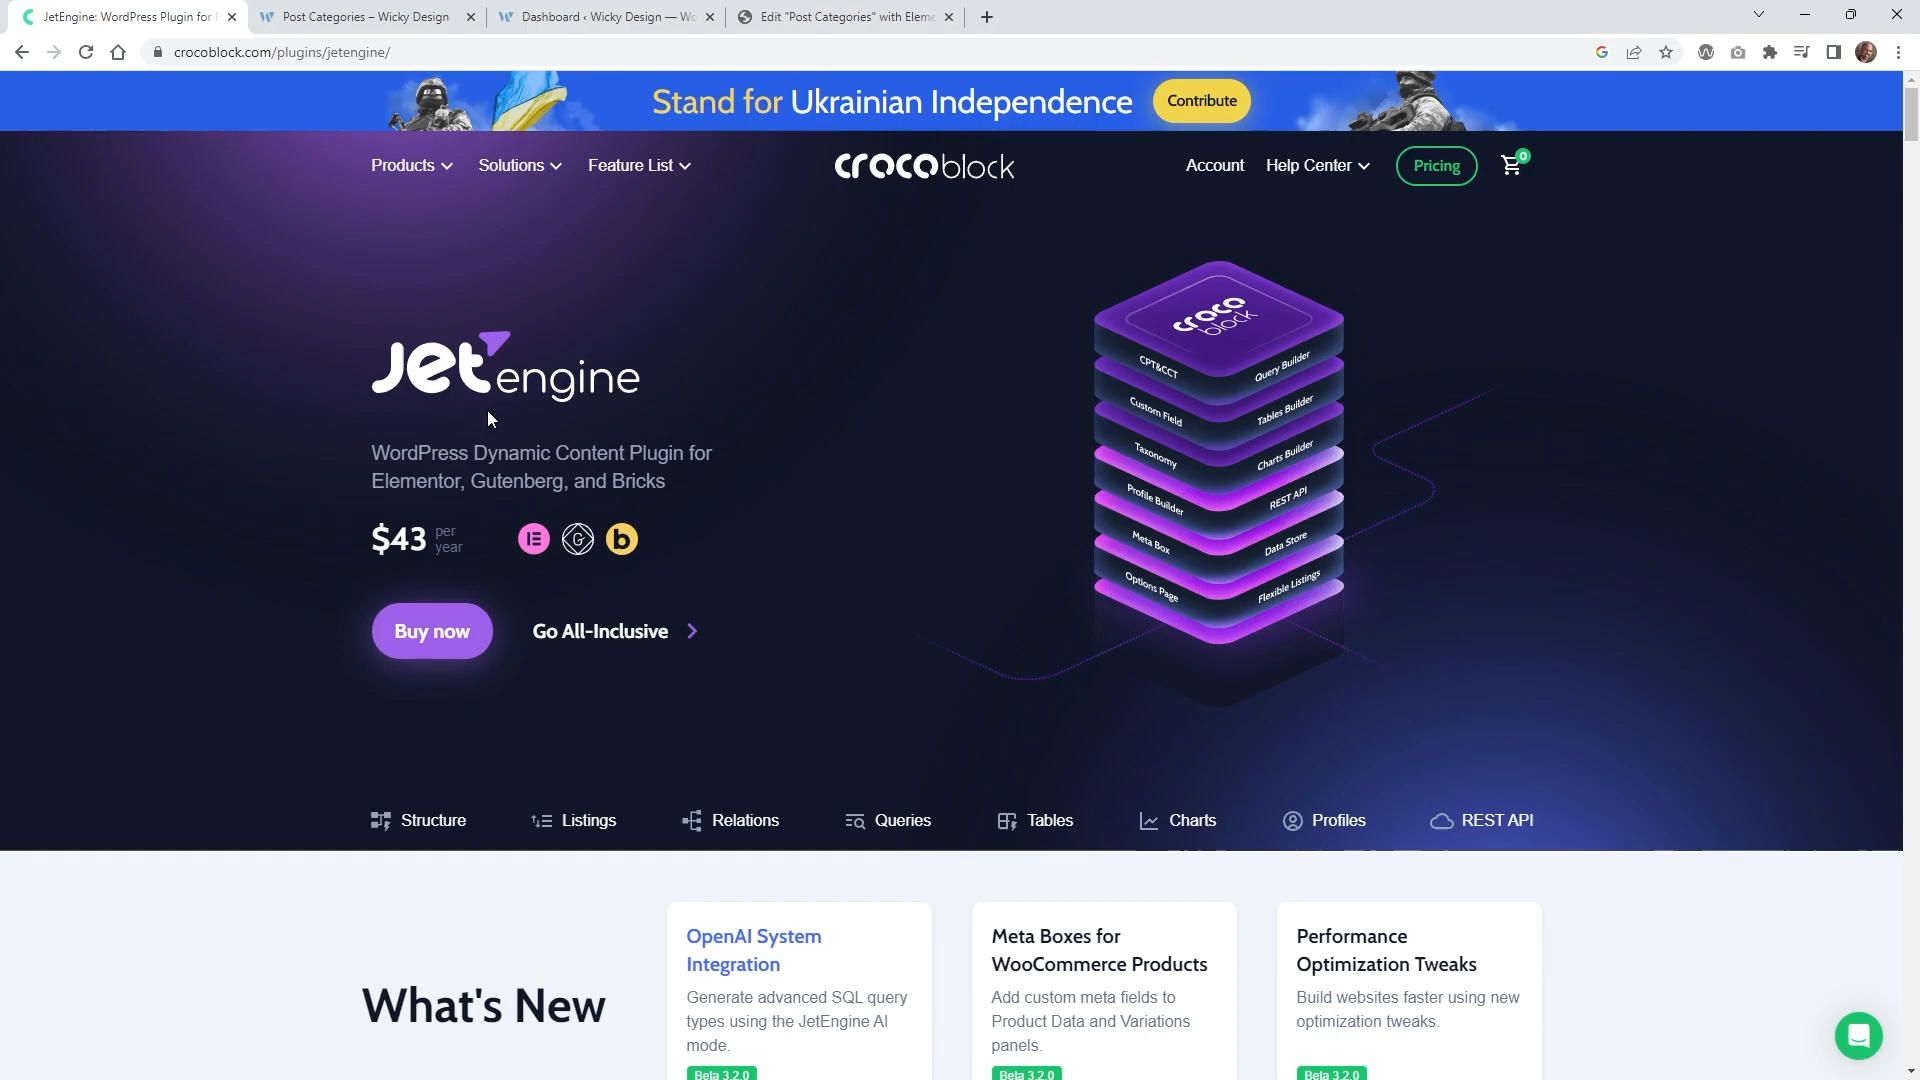 JetEngine: WordPress Plugin for E
Post Categories – Wicky Design
Dashboard ‹ Wicky Design — Wo
Edit "Post Categories" with Eleme
crocoblock.com/plugins/jetengine/
Stand for Ukrainian Independence
Contribute
Products
Solutions
Feature List
crocoblock
Account
Help Center
Pricing
0
croco
block
CPT&CCT
Query Builder
Custom Field
Tables Builder
Taxonomy
Charts Builder
Profile Builder
REST API
Meta Box
Data Store
Options Page
Flexible Listings
Jet engine
WordPress Dynamic Content Plugin for
Elementor, Gutenberg, and Bricks
$43 per
year
Buy now
Go All-Inclusive
Structure
Listings
Relations
Queries
Tables
Charts
Profiles
REST API
What's New
OpenAI System
Integration
Generate advanced SQL query
types using the JetEngine AI
mode.
Beta 3.2.0
Meta Boxes for
WooCommerce Products
Add custom meta fields to
Product Data and Variations
panels.
Beta 3.2.0
Performance
Optimization Tweaks
Build websites faster using new
optimization tweaks.
Beta 3.2.0